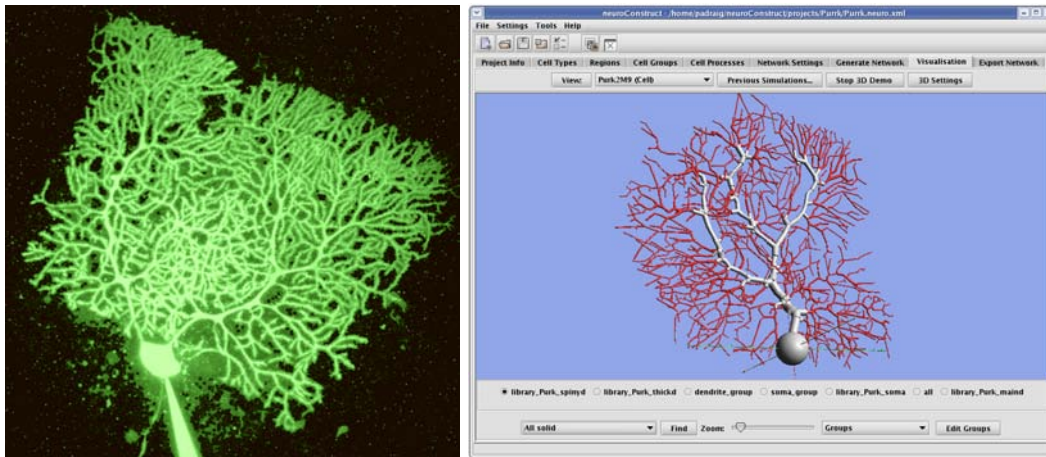 neuroConstruct - /home/padraig/neuroConstruct/projects/Purrk/Purrk.neuro.xml
File Settings Tools Help
Project Info Cell Types Regions Cell Groups Cell Processes Network Settings Generate Network Visualisation Export Network
View: Purk2M9 (Cell) Previous Simulations... Stop 3D Demo 3D Settings
library_Purk_spinyd library_Purk_thickd dendrite_group soma_group library_Purk_soma all library_Purk_maind
All solid Find Zoom: Groups Edit Groups